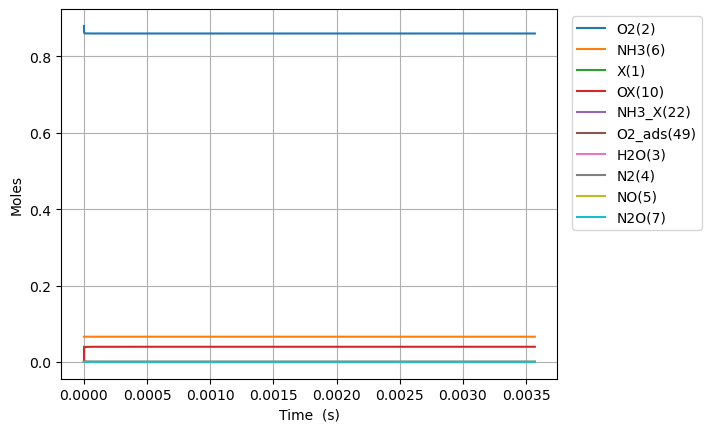 0.8
0.6
0.4
0.2
0.0
Moles
0.0000 0.0005 0.0010 0.0015 0.0020 0.0025 0.0030 0.0035
Time (s)
O2(2)
NH3(6)
X(1)
OX(10)
NH3_X(22)
O2_ads(49)
H2O(3)
N2(4)
NO(5)
N2O(7)